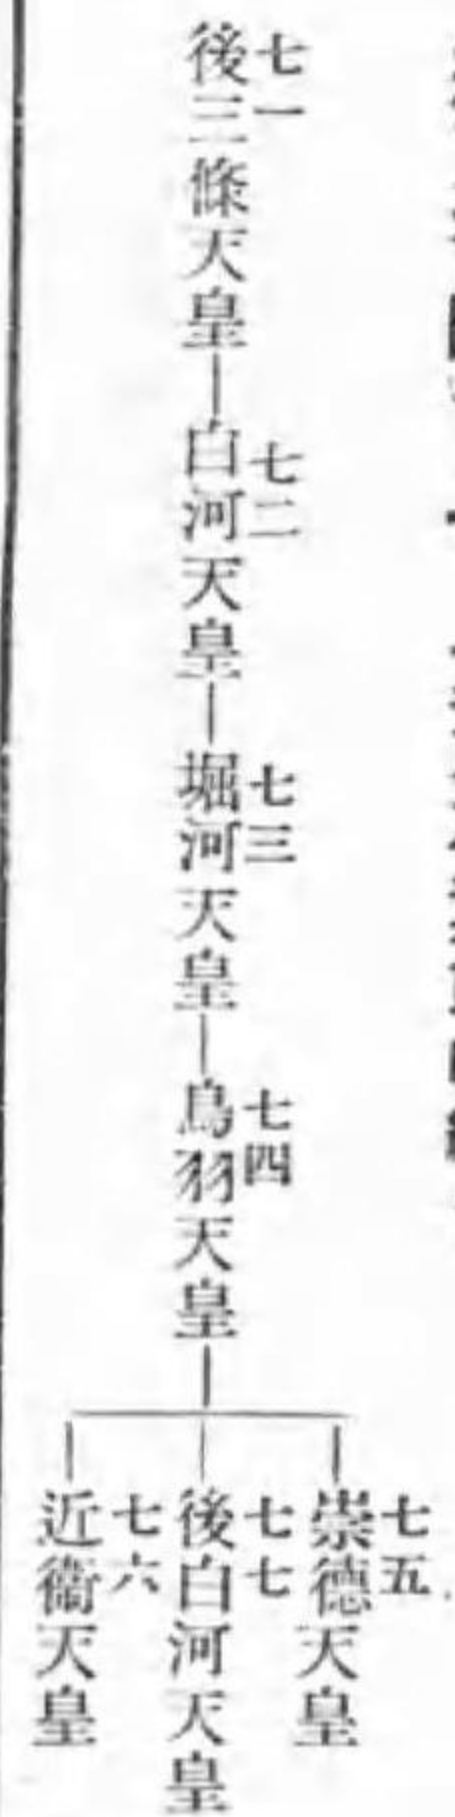 七一
後三條天皇
七二
白河天皇
七三
堀河天皇
七四
鳥羽天皇
七五
崇德天皇
七七
後白河天皇
七六
近衞天皇